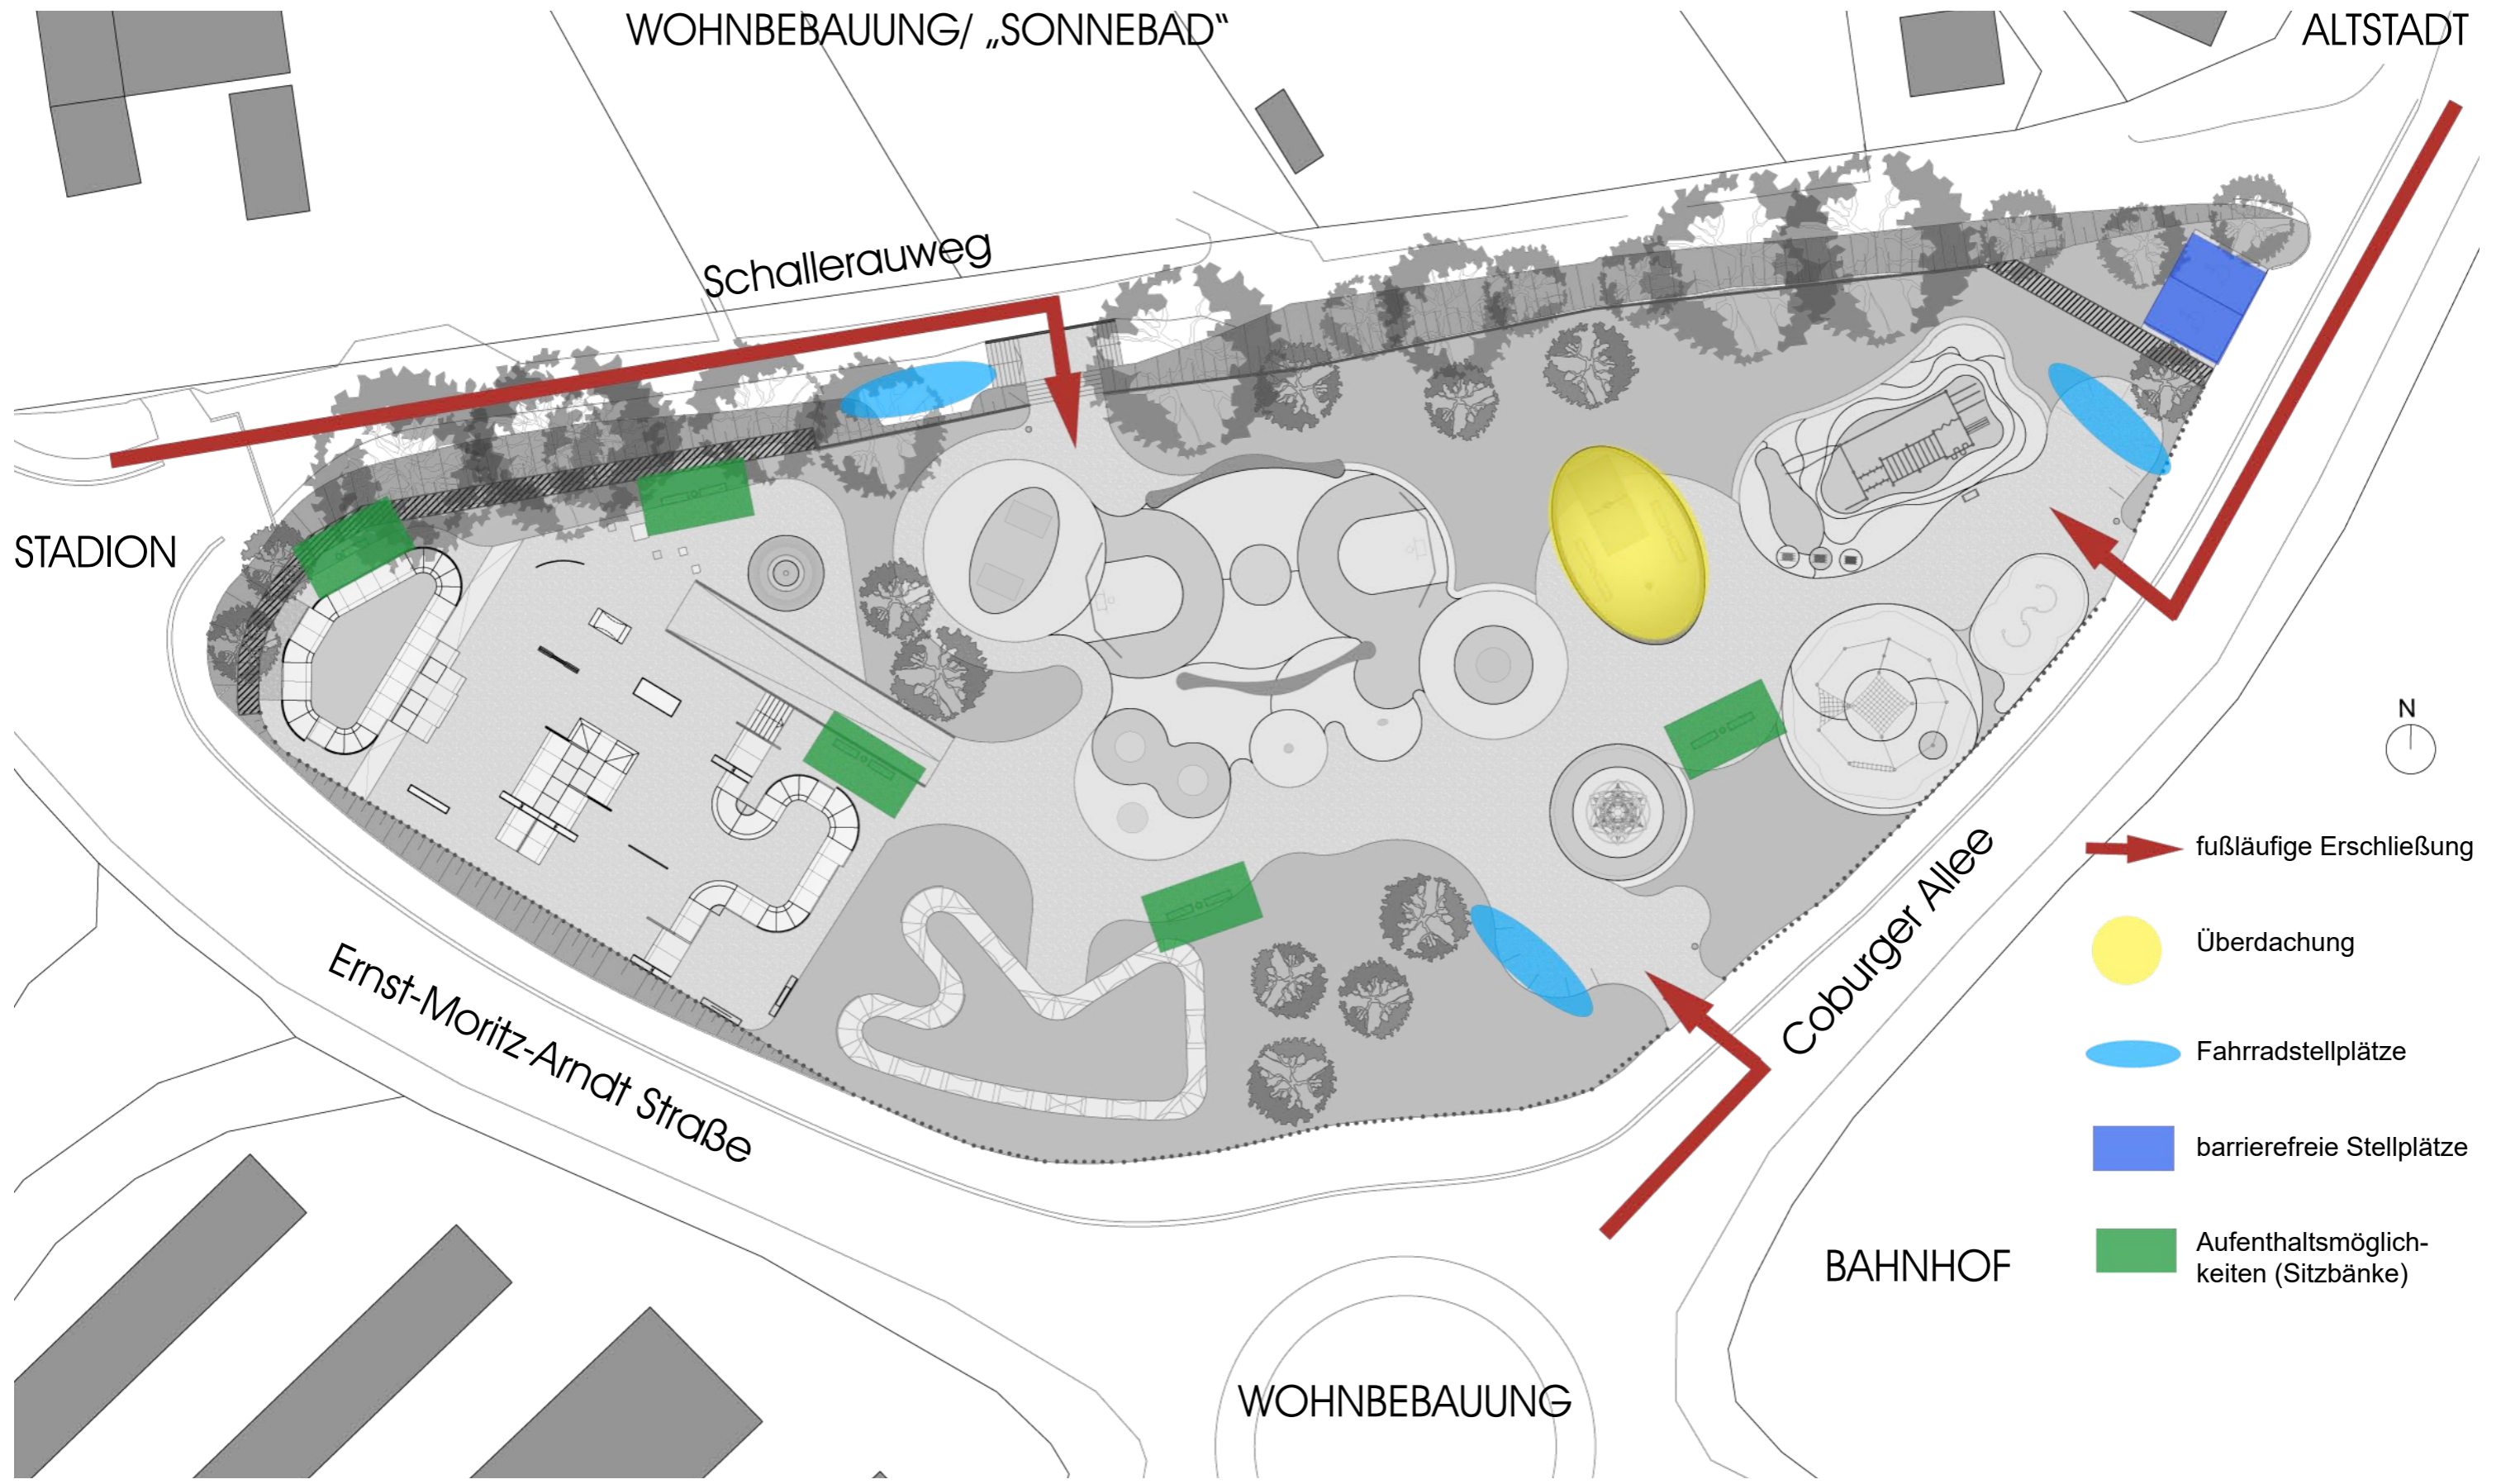 WOHNBEBAUUNG/ „SONNEBAD“
ALTSTADT
Schallerauweg
STADION
N
fußläufige Erschließung
Überdachung
Coburger Allee
Ernst-Moritz-Arndt Straße
Fahrradstellplätze
barrierefreie Stellplätze
Aufenthaltsmöglich-
keiten (Sitzbänke)
BAHNHOF
WOHNBEBAUUNG